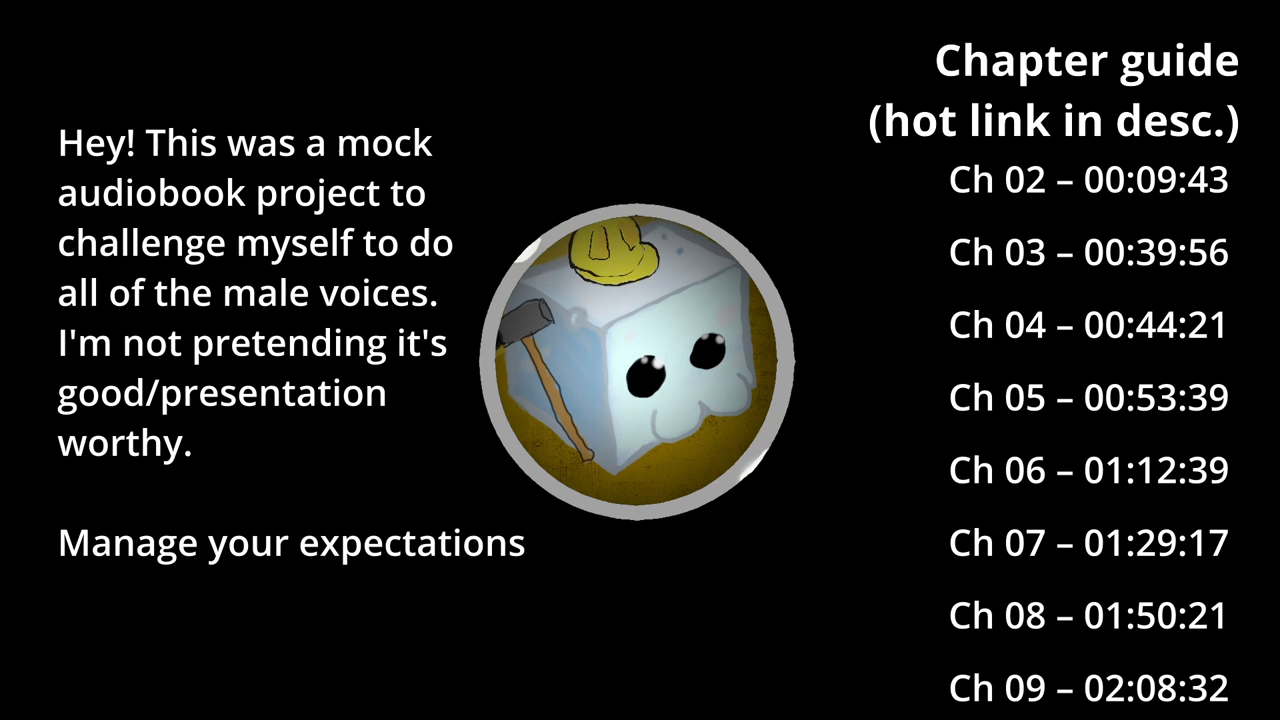 Hey! This was a mock
audiobook project to
challenge myself to do
all of the male voices.
I'm not pretending it's
good/presentation
worthy.
Manage your expectations
Chapter guide
(hot link in desc.)
Ch 02 – 00:09:43
Ch 03 – 00:39:56
Ch 04 – 00:44:21
Ch 05 – 00:53:39
Ch 06 – 01:12:39
Ch 07 – 01:29:17
Ch 08 – 01:50:21
Ch 09 – 02:08:32